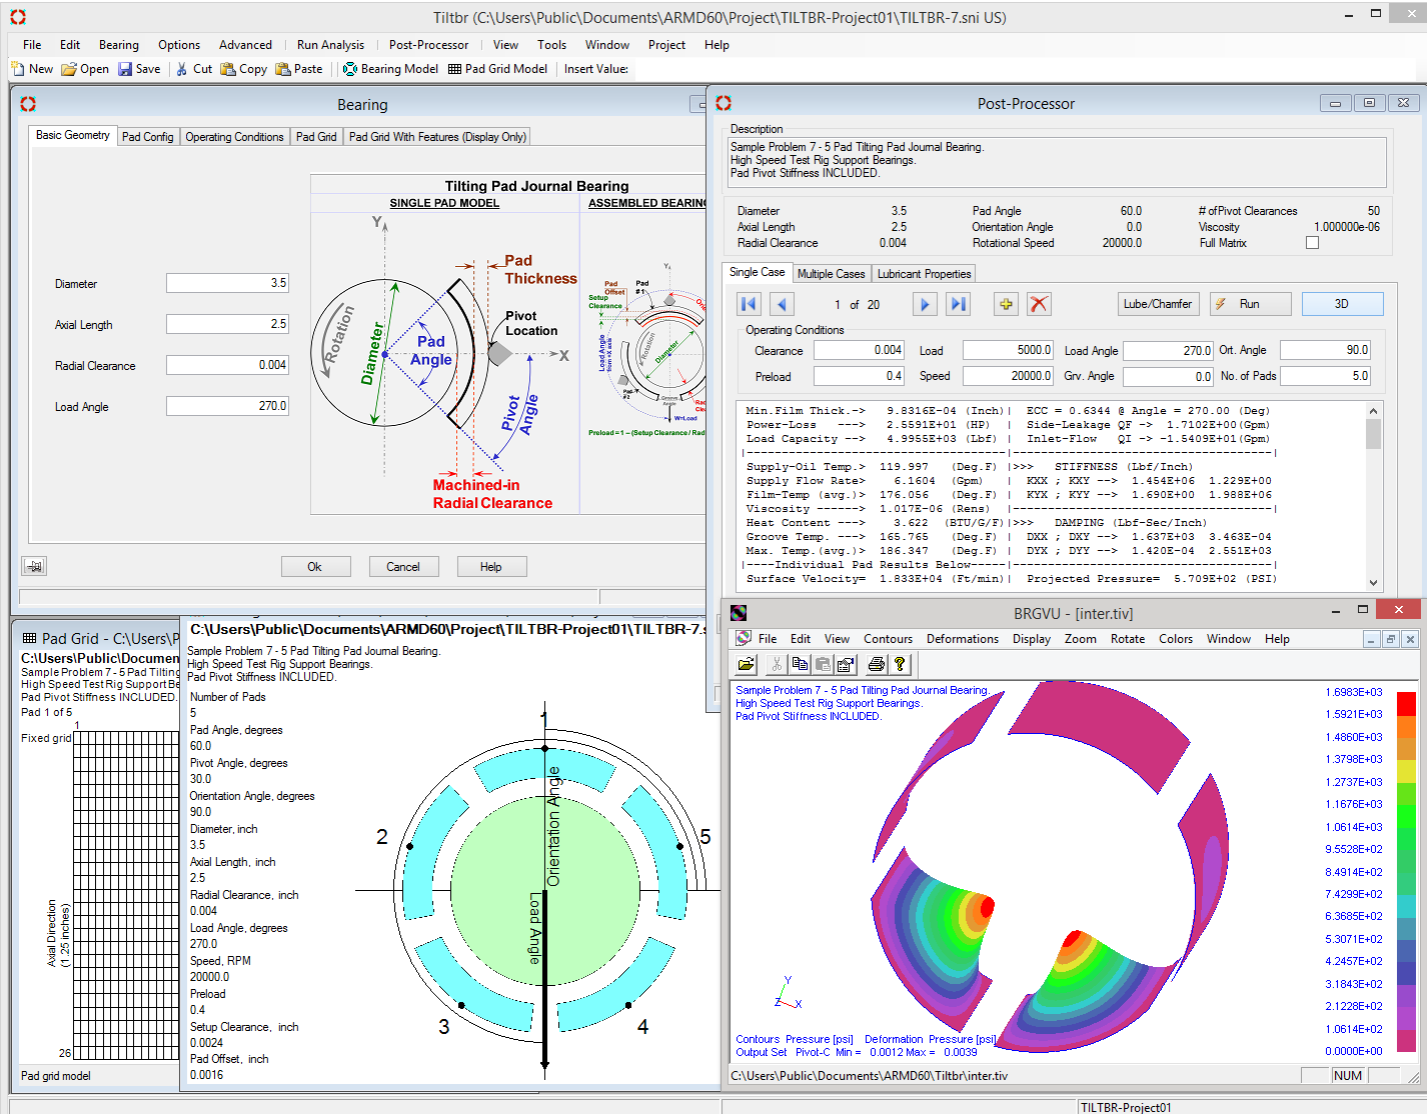 Tiltbr (C:\Users\Public\Documents\ARMD60\Project\TILTBR-Project01\TILTBR-7.sni US)
File Edit Bearing Options Advanced Run Analysis Post-Processor View Tools Window Project Help
New Open Save Cut Copy Paste Bearing Model Pad Grid Model Insert Value:
Bearing
Basic Geometry Pad Config Operating Conditions Pad Grid Pad Grid With Features (Display Only)
Diameter 3.5
Axial Length 2.5
Radial Clearance 0.004
Load Angle 270.0
Tilting Pad Journal Bearing
SINGLE PAD MODEL ASSEMBLED BEARING
Y
Pad
Thickness
Pivot
Location
Rotation
Diameter
Pad
Angle
X
Pivot
Angle
Machined-in
Radial Clearance
Pad
Offset
Pad
#1
Setup
Clearance
Load Angle
from +X axis
Rotation
Diameter
Pad
#2
Groove
Angle
W=Load
Preload = 1 – (Setup Clearance / Rad
Ok Cancel Help
Post-Processor
Description
Sample Problem 7 - 5 Pad Tilting Pad Journal Bearing.
High Speed Test Rig Support Bearings.
Pad Pivot Stiffness INCLUDED.
Diameter 3.5 Pad Angle 60.0 # of Pivot Clearances 50
Axial Length 2.5 Orientation Angle 0.0 Viscosity 1.000000e-06
Radial Clearance 0.004 Rotational Speed 20000.0 Full Matrix
Single Case Multiple Cases Lubricant Properties
1 of 20 Lube/Chamfer Run 3D
Operating Conditions
Clearance 0.004 Load 5000.0 Load Angle 270.0 Ort. Angle 90.0
Preload 0.4 Speed 20000.0 Grv. Angle 0.0 No. of Pads 5.0
Min.Film Thick.-> 9.8316E-04 (Inch)| ECC = 0.6344 @ Angle = 270.00 (Deg)
Power-Loss ---> 2.5591E+01 (HP) | Side-Leakage QF -> 1.7102E+00(Gpm)
Load Capacity --> 4.9955E+03 (Lbf) | Inlet-Flow QI -> -1.5409E+01(Gpm)
|-------------------------------------|-------------------------------------|
Supply-Oil Temp.> 119.997 (Deg.F) |>>> STIFFNESS (Lbf/Inch)
Supply Flow Rate> 6.1604 (Gpm) | KXX ; KXY --> 1.454E+06 1.229E+00
Film-Temp (avg.)> 176.056 (Deg.F) | KYX ; KYY --> 1.690E+00 1.988E+06
Viscosity ------> 1.017E-06 (Rens) |-------------------------------------|
Heat Content ---> 3.622 (BTU/G/F)|>>> DAMPING (Lbf-Sec/Inch)
Groove Temp. ---> 165.765 (Deg.F) | DXX ; DXY --> 1.637E+03 3.463E-04
Max. Temp.(avg.)> 186.347 (Deg.F) | DYX ; DYY --> 1.420E-04 2.551E+03
|----Individual Pad Results Below-----|-------------------------------------|
Surface Velocity= 1.833E+04 (Ft/min)| Projected Pressure= 5.709E+02 (PSI)
Pad Grid - C:\Users\P
C:\Users\Public\Documen
Sample Problem 7 - 5 Pad Tilting
High Speed Test Rig Support Be
Pad Pivot Stiffness INCLUDED.
Pad 1 of 5
1
Fixed grid
Axial Direction
(1.25 inches)
26
Pad grid model
C:\Users\Public\Documents\ARMD60\Project\TILTBR-Project01\TILTBR-7.s
Sample Problem 7 - 5 Pad Tilting Pad Journal Bearing.
High Speed Test Rig Support Bearings.
Pad Pivot Stiffness INCLUDED.
Number of Pads
5
Pad Angle, degrees
60.0
Pivot Angle, degrees
30.0
Orientation Angle, degrees
90.0
Diameter, inch
3.5
Axial Length, inch
2.5
Radial Clearance, inch
0.004
Load Angle, degrees
270.0
Speed, RPM
20000.0
Preload
0.4
Setup Clearance, inch
0.0024
Pad Offset, inch
0.0016
1
2
3
4
5
Orientation Angle
Load Angle
BRGVU - [inter.tiv]
File Edit View Contours Deformations Display Zoom Rotate Colors Window Help
Sample Problem 7 - 5 Pad Tilting Pad Journal Bearing.
High Speed Test Rig Support Bearings.
Pad Pivot Stiffness INCLUDED.
1.6983E+03
1.5921E+03
1.4860E+03
1.3798E+03
1.2737E+03
1.1676E+03
1.0614E+03
9.5528E+02
8.4914E+02
7.4299E+02
6.3685E+02
5.3071E+02
4.2457E+02
3.1843E+02
2.1228E+02
1.0614E+02
0.0000E+00
Y
Z X
Contours Pressure [psi] Deformation Pressure [psi]
Output Set Pivot-C Min = 0.0012 Max = 0.0039
C:\Users\Public\Documents\ARMD60\Tiltbr\inter.tiv NUM
TILTBR-Project01